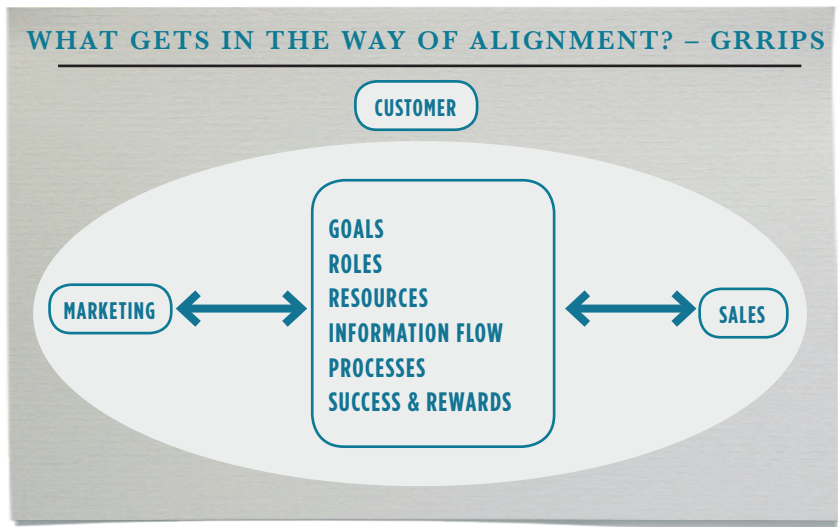 WHAT GETS IN THE WAY OF ALIGNMENT? – GRRIPS
CUSTOMER
MARKETING
GOALS
ROLES
RESOURCES
INFORMATION FLOW
PROCESSES
SUCCESS & REWARDS
SALES